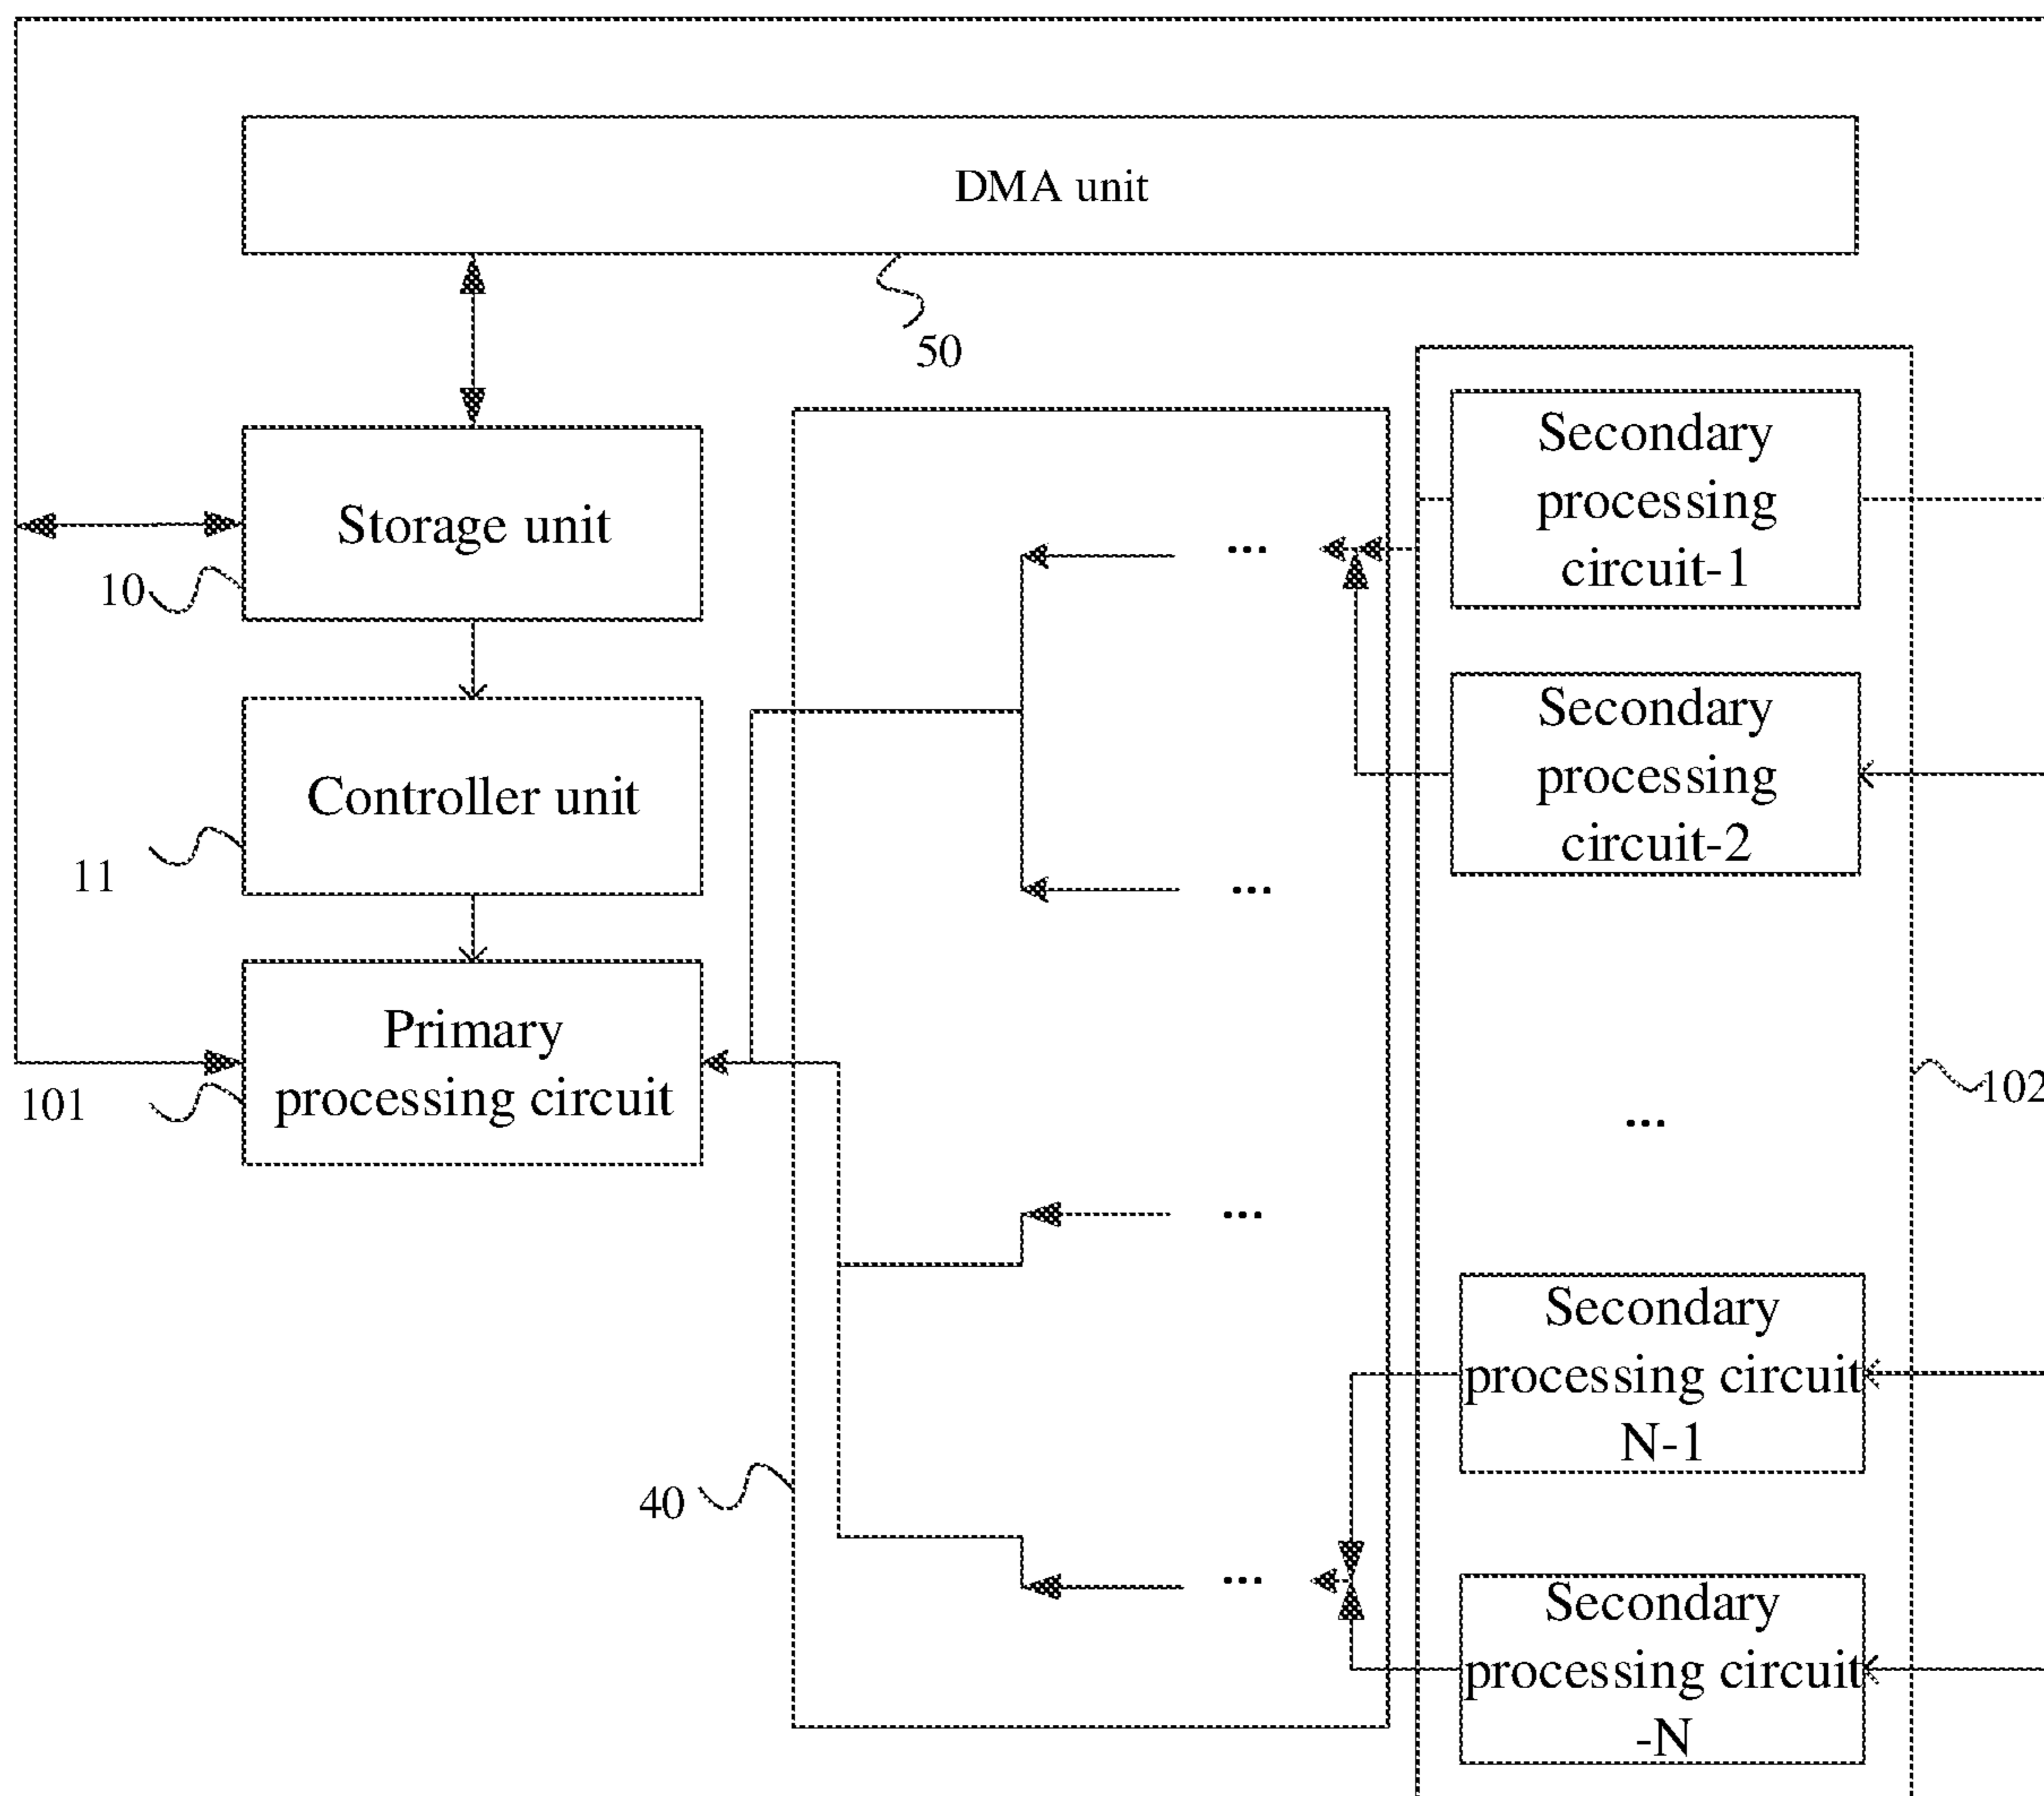 DMA unit
50
Storage unit
10
Controller unit
11
Primary
processing circuit
101
...
...
...
...
40
Secondary
processing
circuit-1
Secondary
processing
circuit-2
...
102
Secondary
processing circuit
N-1
Secondary
processing circuit
-N